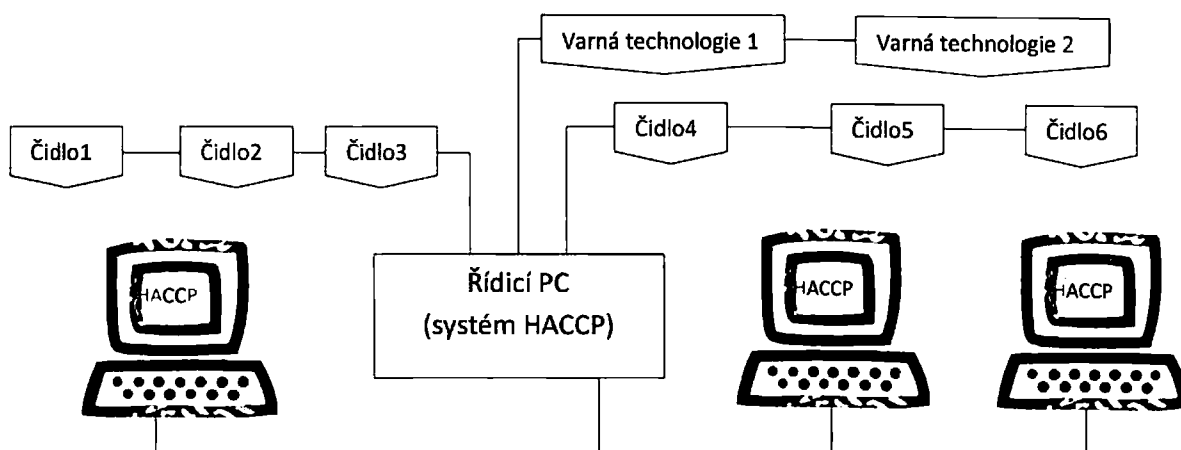 Varná technologie 1
Varná technologie 2
Čidlo4
Čidlo5
Čidlo6
Čidlo1
Čidlo2
Čidlo3
Řídicí PC
(systém HACCP)
HACCP
HACCP
HACCP